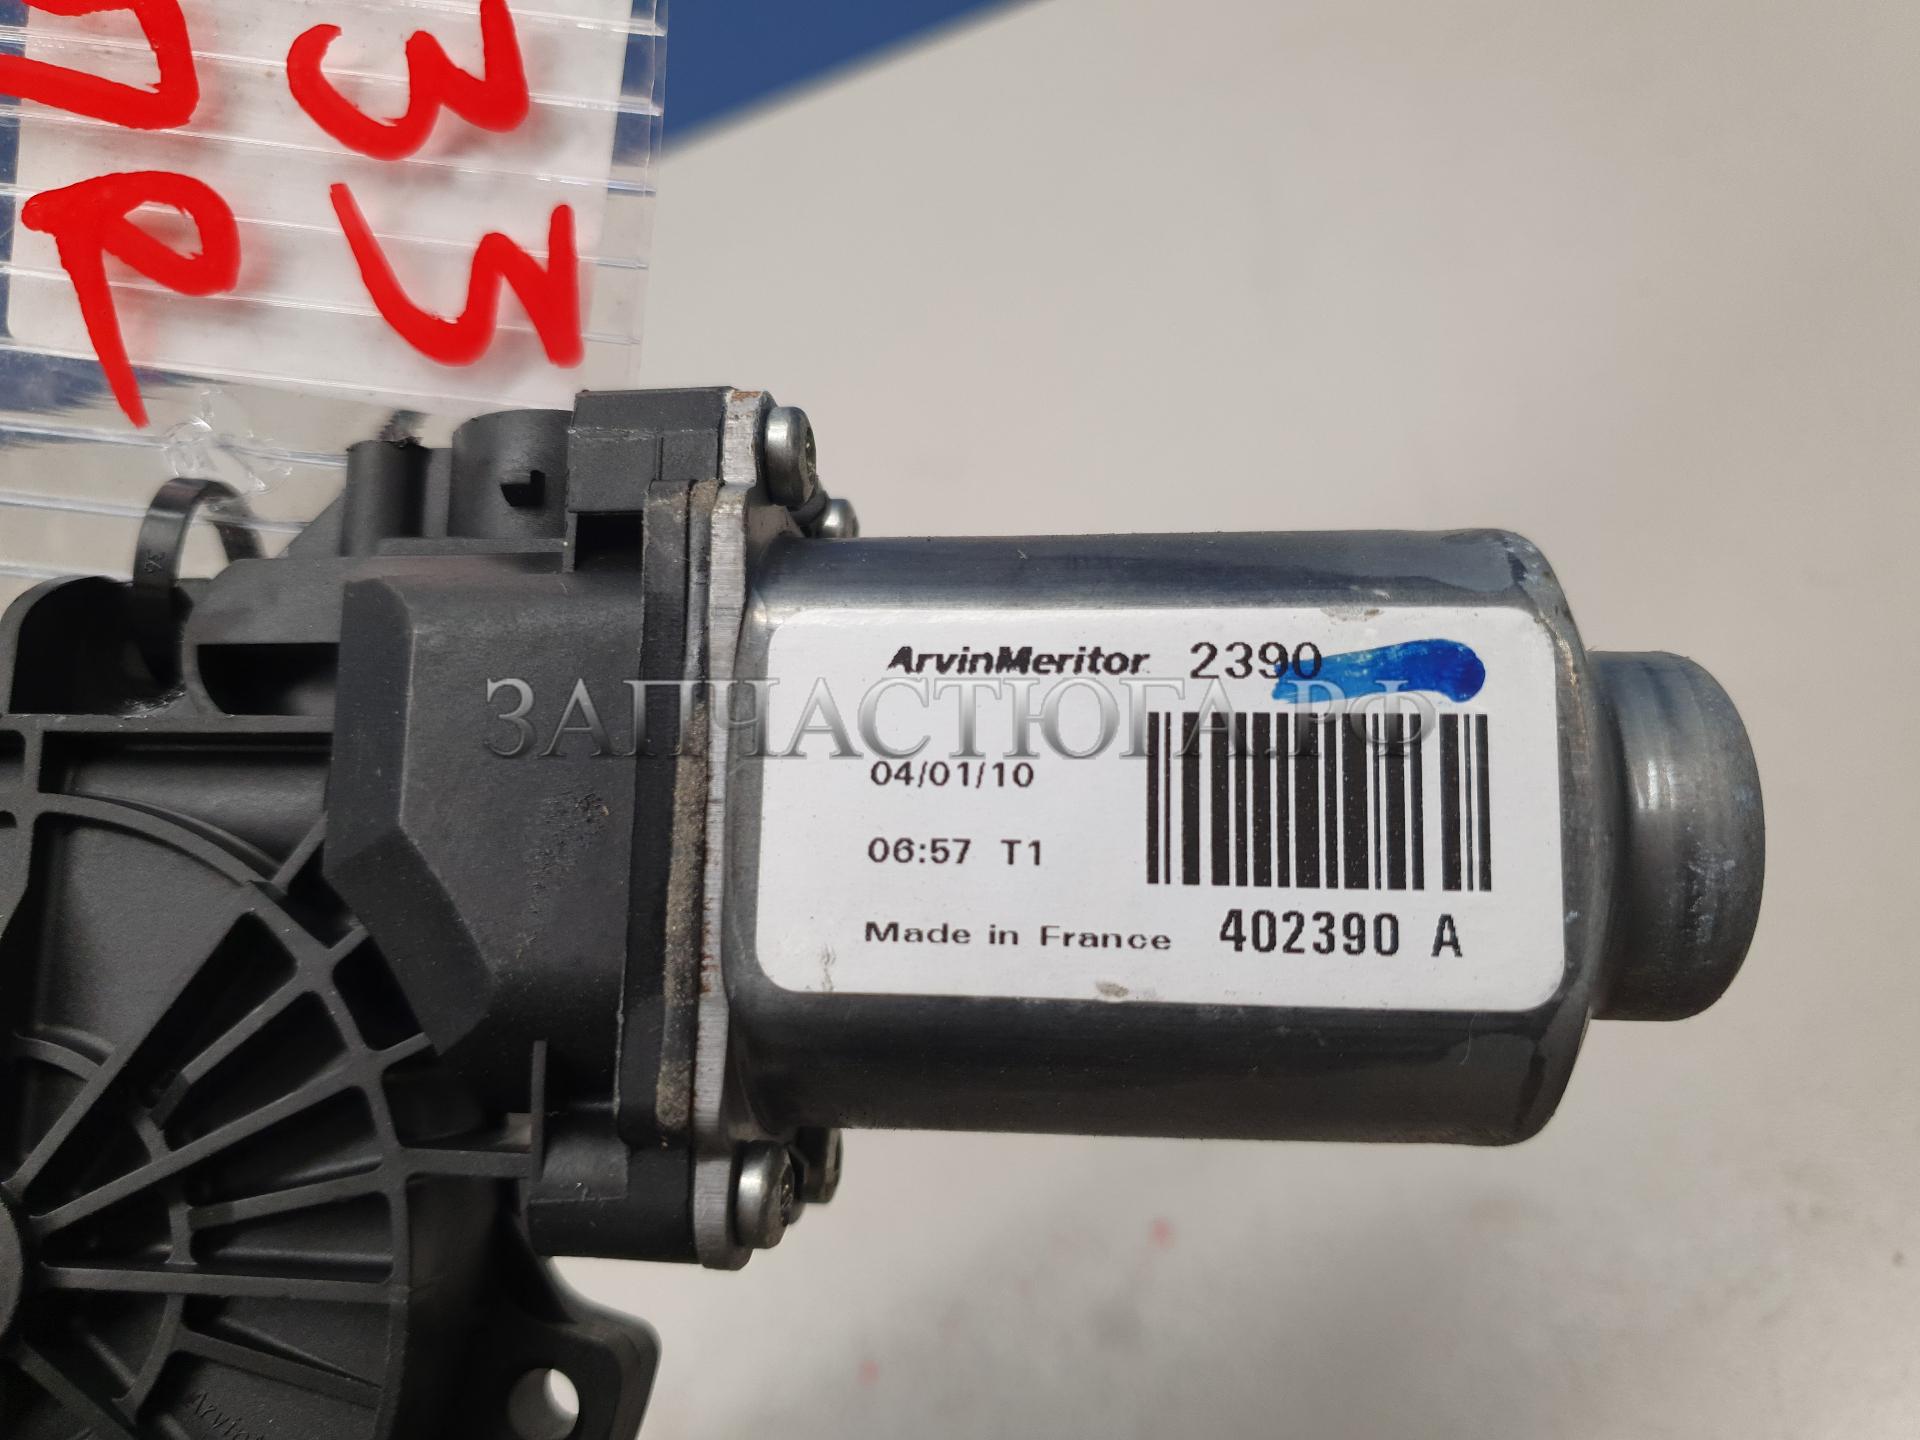 ArvinMeritor 2390
ЗАПЧАСТЮГА.РФ
04/01/10
06:57 T1
Made in France 402390 A